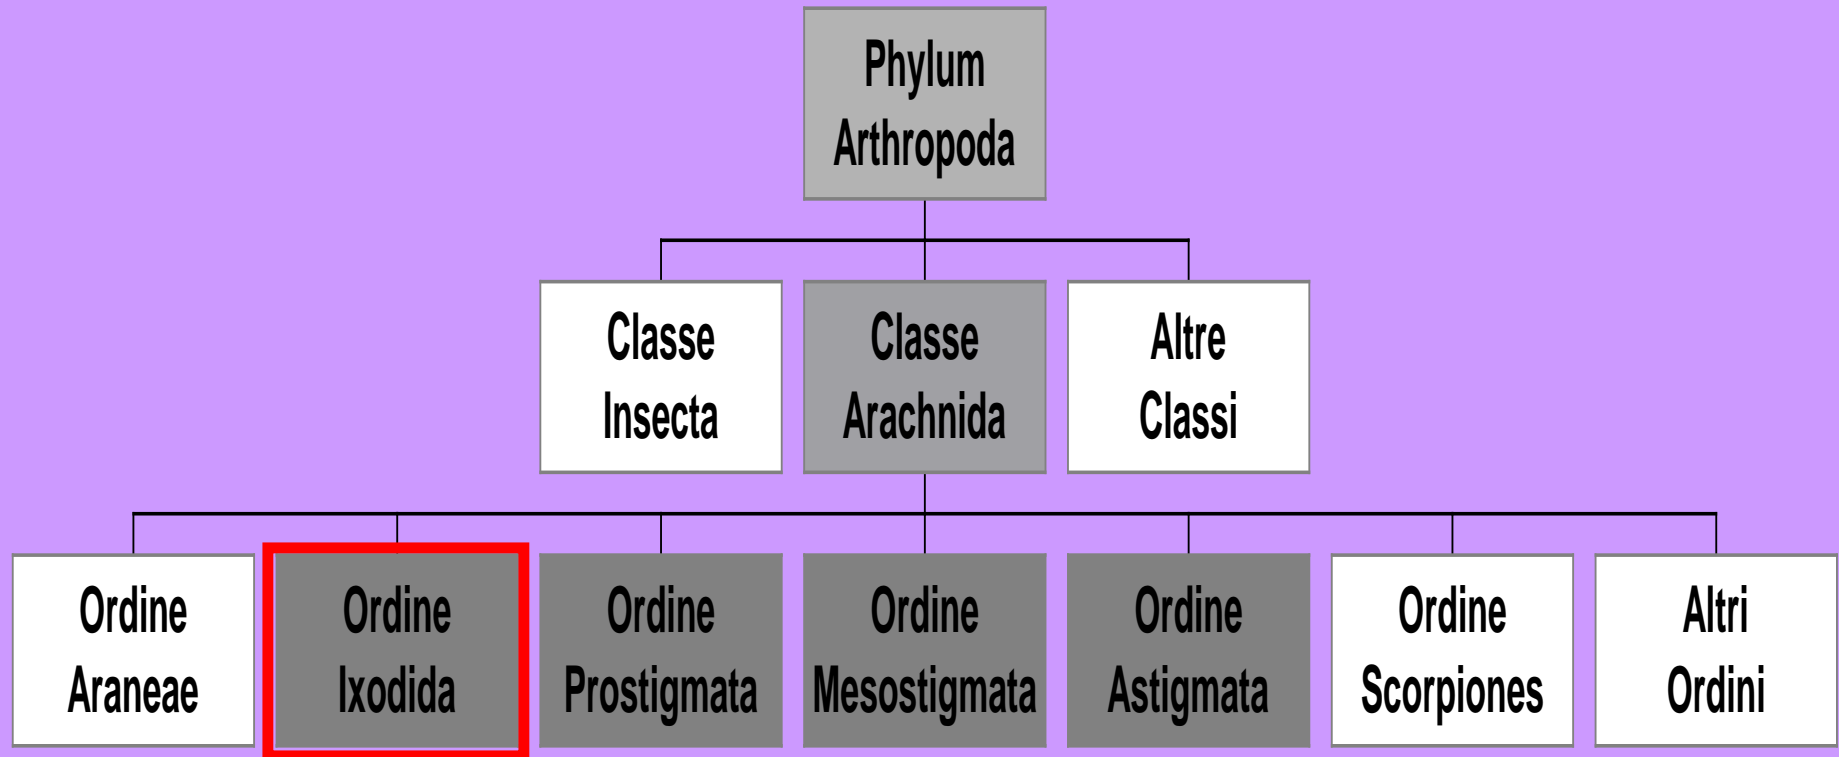 Phylum
Arthropoda
Classe
Insecta
Classe
Arachnida
Altre
Classi
Ordine
Araneae
Ordine
Ixodida
Ordine
Prostigmata
Ordine
Mesostigmata
Ordine
Astigmata
Ordine
Scorpiones
Altri
Ordini